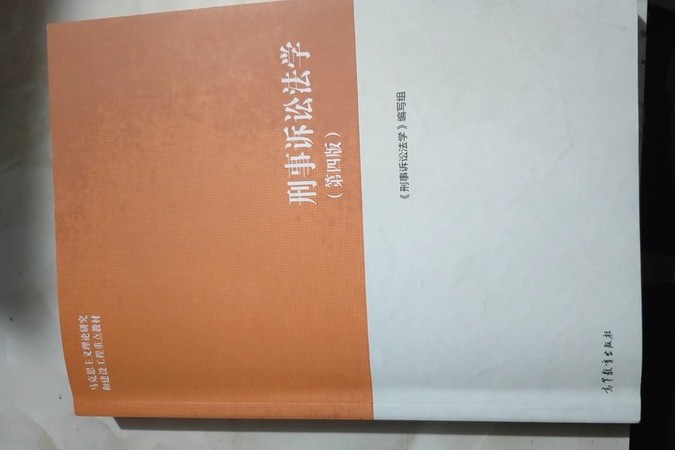 马克思主义理论研究
和建设工程重点教材
刑事诉讼法学
（第四版）
《刑事诉讼法学》编写组
高等教育出版社